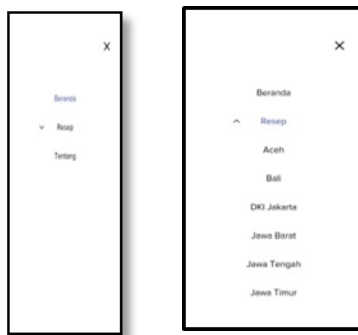 X
Beranda
Resep
Tentang
X
Beranda
Resep
Aceh
Bali
DKI Jakarta
Jawa Barat
Jawa Tengah
Jawa Timur